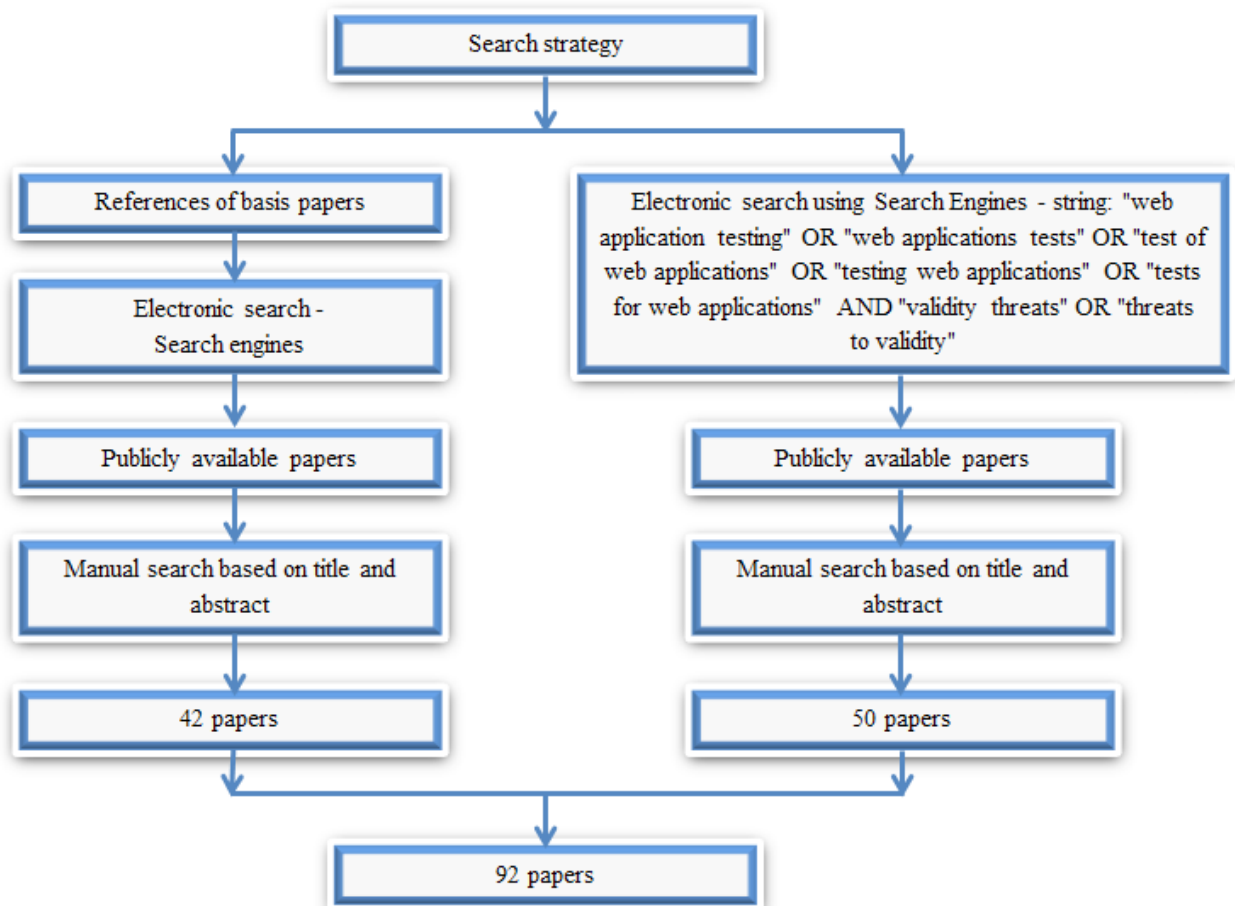 Search strategy
References of basis papers
Electronic search using Search Engines - string: "web
application testing" OR "web applications tests" OR "test of
web applications" OR "testing web applications" OR "tests
for web applications" AND "validity threats" OR "threats
to validity"
Electronic search -
Search engines
Publicly available papers
Publicly available papers
Manual search based on title and
abstract
Manual search based on title and
abstract
42 papers
50 papers
92 papers